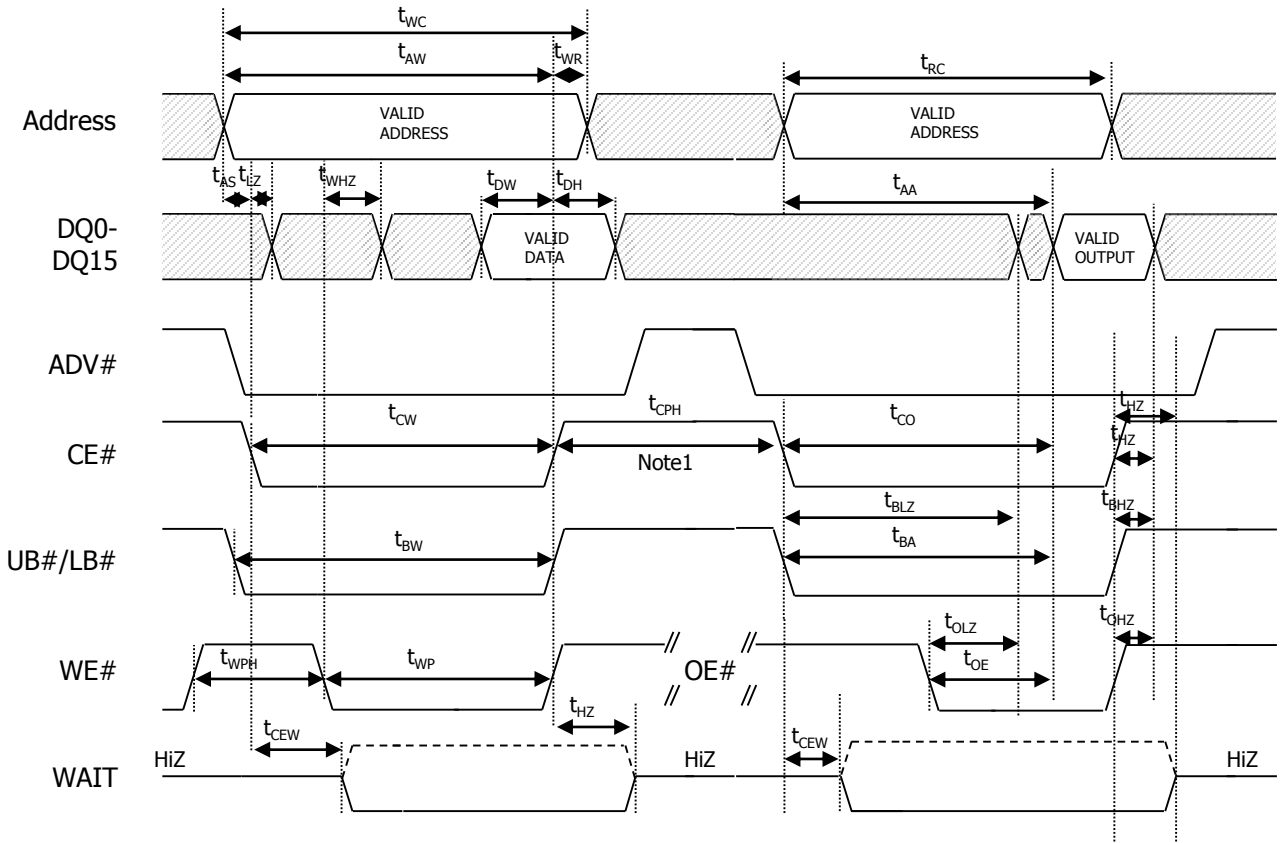 tWC
tAW
tWR
tRC
Address
VALID
ADDRESS
VALID
ADDRESS
tAS
tLZ
tWHZ
tDW
tDH
tAA
DQ0-
DQ15
VALID
DATA
VALID
OUTPUT
ADV#
tHZ
CE#
tCW
tCPH
Note1
tCO
tHZ
tBLZ
tBHZ
UB#/LB#
tBW
tBA
tOLZ
tOHZ
WE#
tWPH
tWP
//
//
OE#
//
//
tOE
tCEW
tHZ
tCEW
WAIT
HiZ
HiZ
HiZ